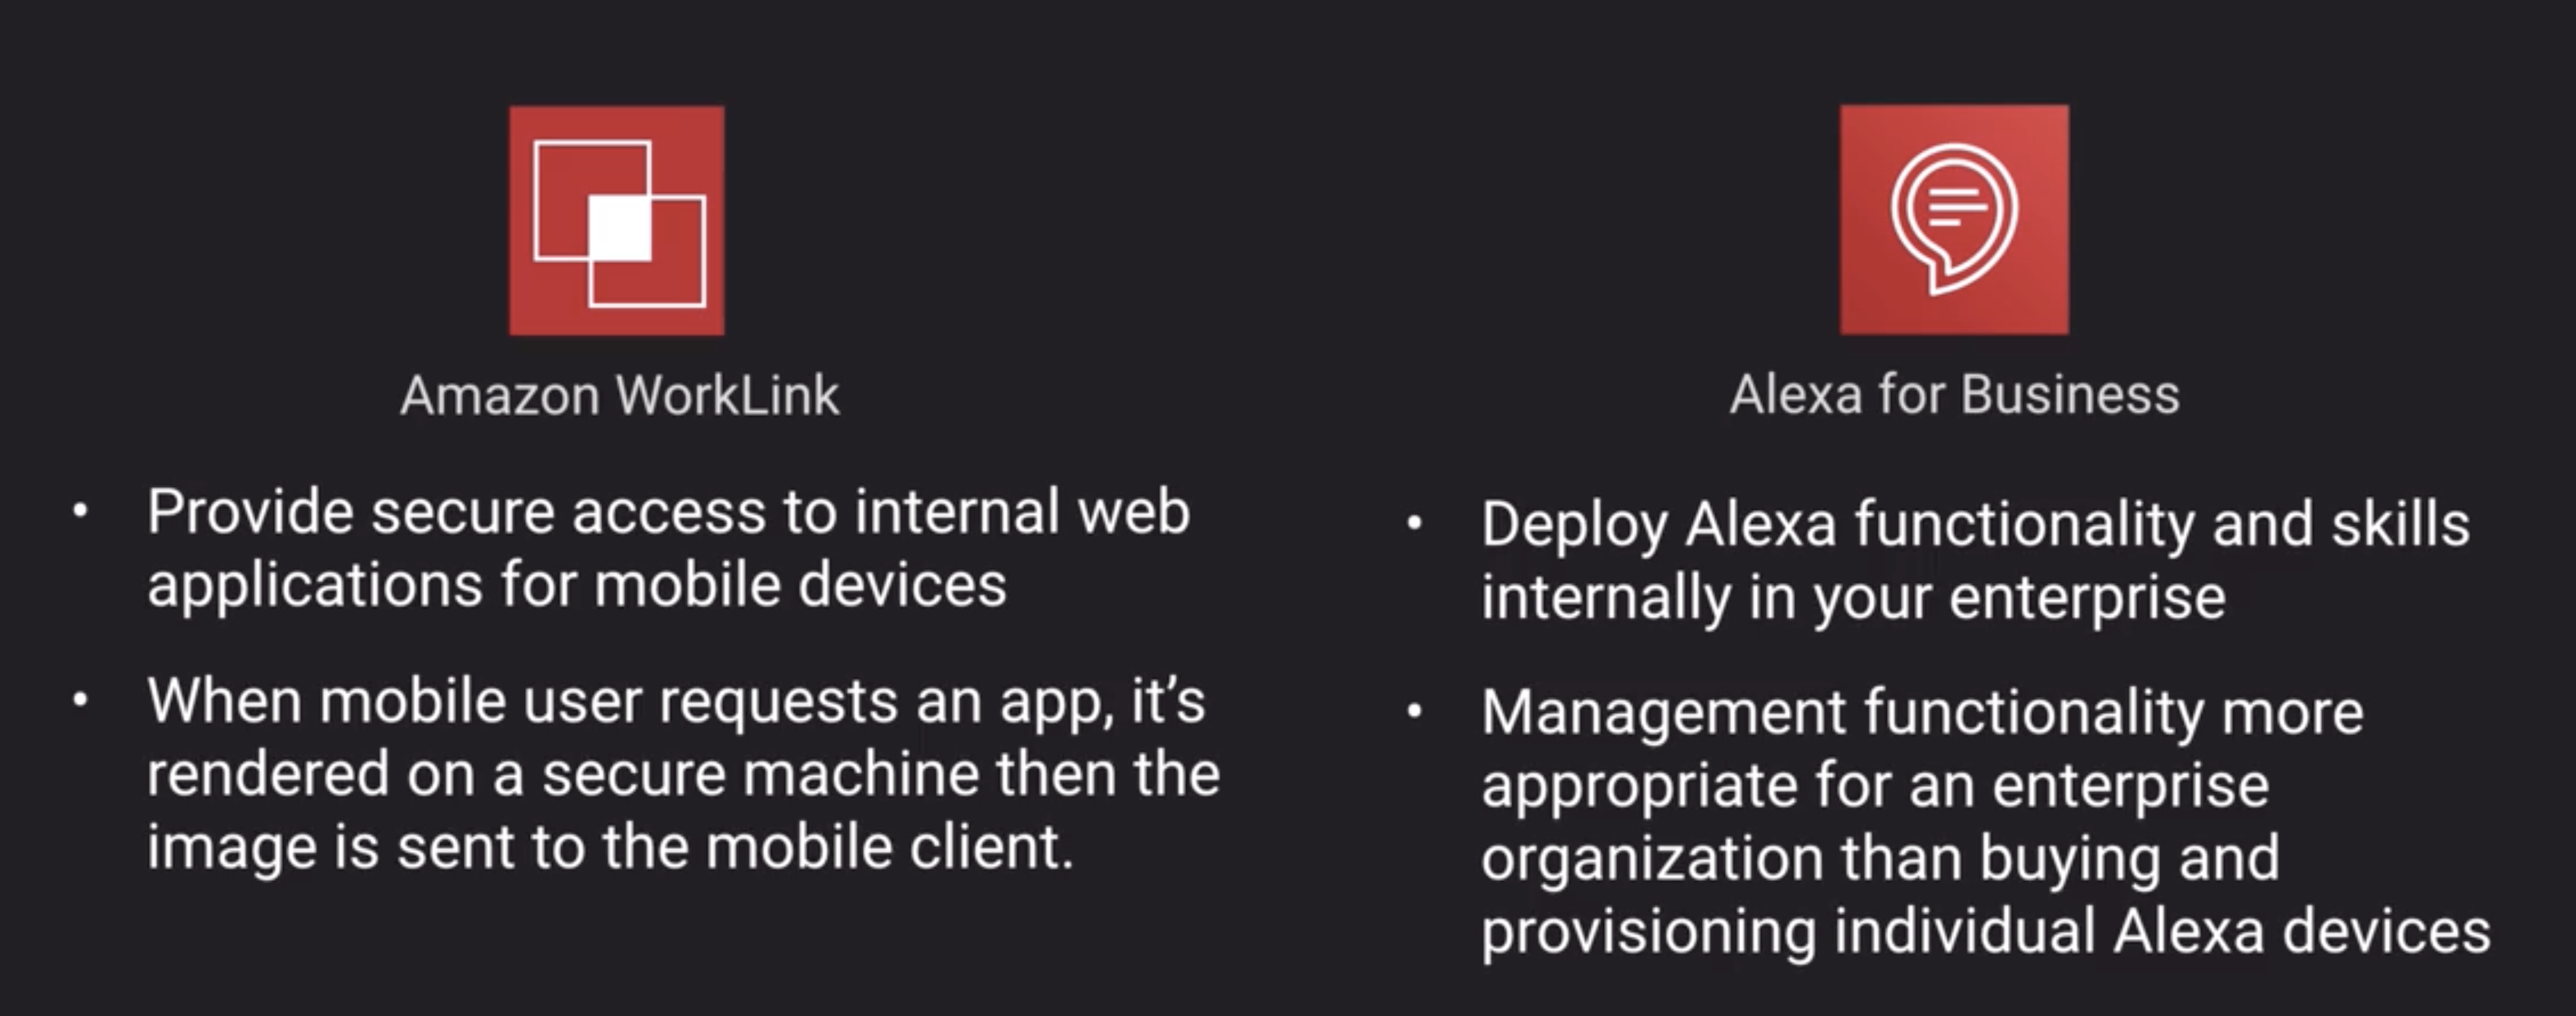 Amazon WorkLink
• Provide secure access to internal web
applications for mobile devices
• When mobile user requests an app, it’s
rendered on a secure machine then the
image is sent to the mobile client.
Alexa for Business
• Deploy Alexa functionality and skills
internally in your enterprise
• Management functionality more
appropriate for an enterprise
organization than buying and
provisioning individual Alexa devices